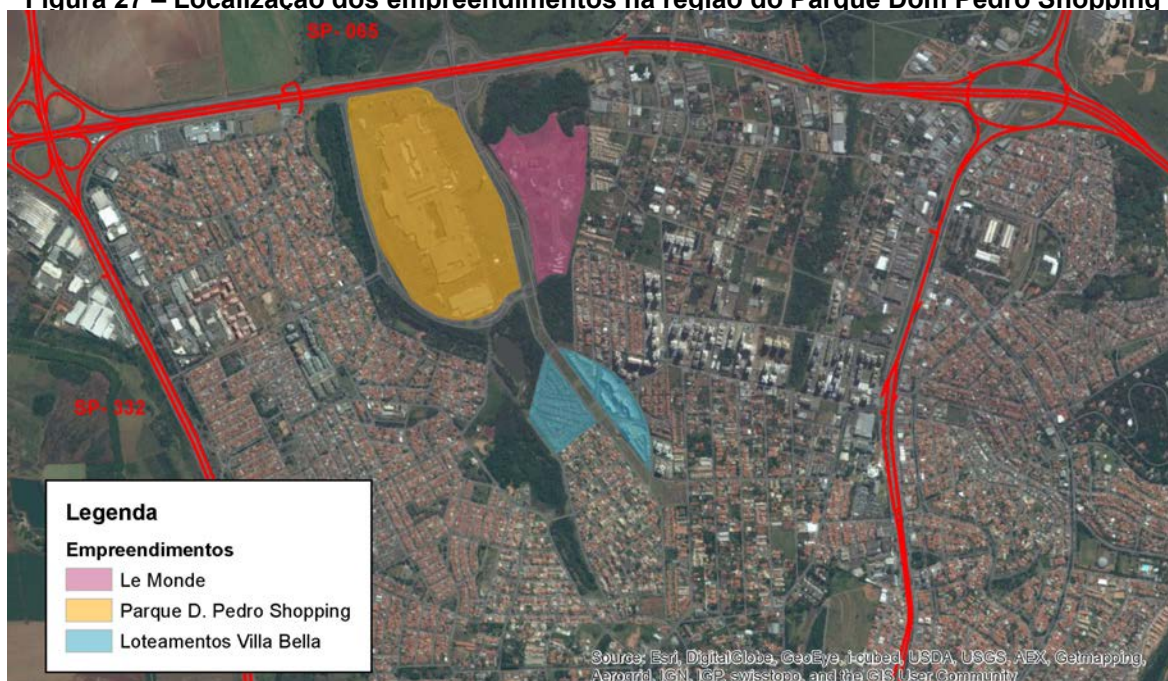 Figura 27 – Localização dos empreendimentos na região do Parque Dom Pedro Shopping
SP- 065
SP- 332
Legenda
Empreendimentos
Le Monde
Parque D. Pedro Shopping
Loteamentos Villa Bella
Source: Esri, DigitalGlobe, GeoEye, i-cubed, USDA, USGS, AEX, Getmapping,
Aerogrid, IGN, IGP, swisstopo, and the GIS User Community